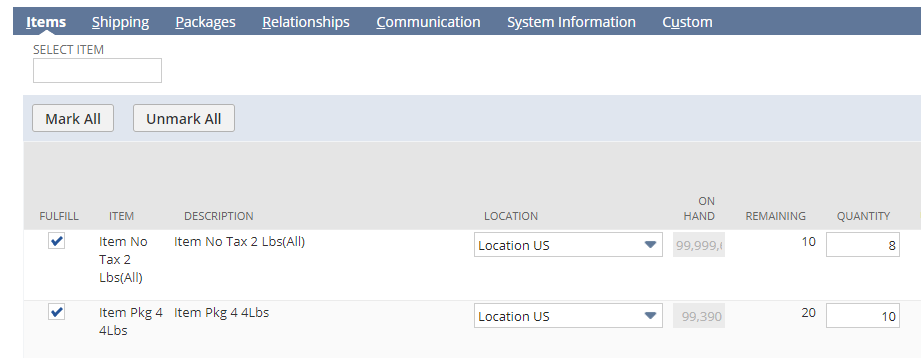 Items Shipping Packages Relationships Communication System Information Custom
SELECT ITEM
Mark All Unmark All
FULFILL ITEM DESCRIPTION LOCATION ON HAND REMAINING QUANTITY
Item No Tax 2 Lbs(All) Item No Tax 2 Lbs(All) Location US 99,999, 10 8
Item Pkg 4 4Lbs Item Pkg 4 4Lbs Location US 99,390 20 10